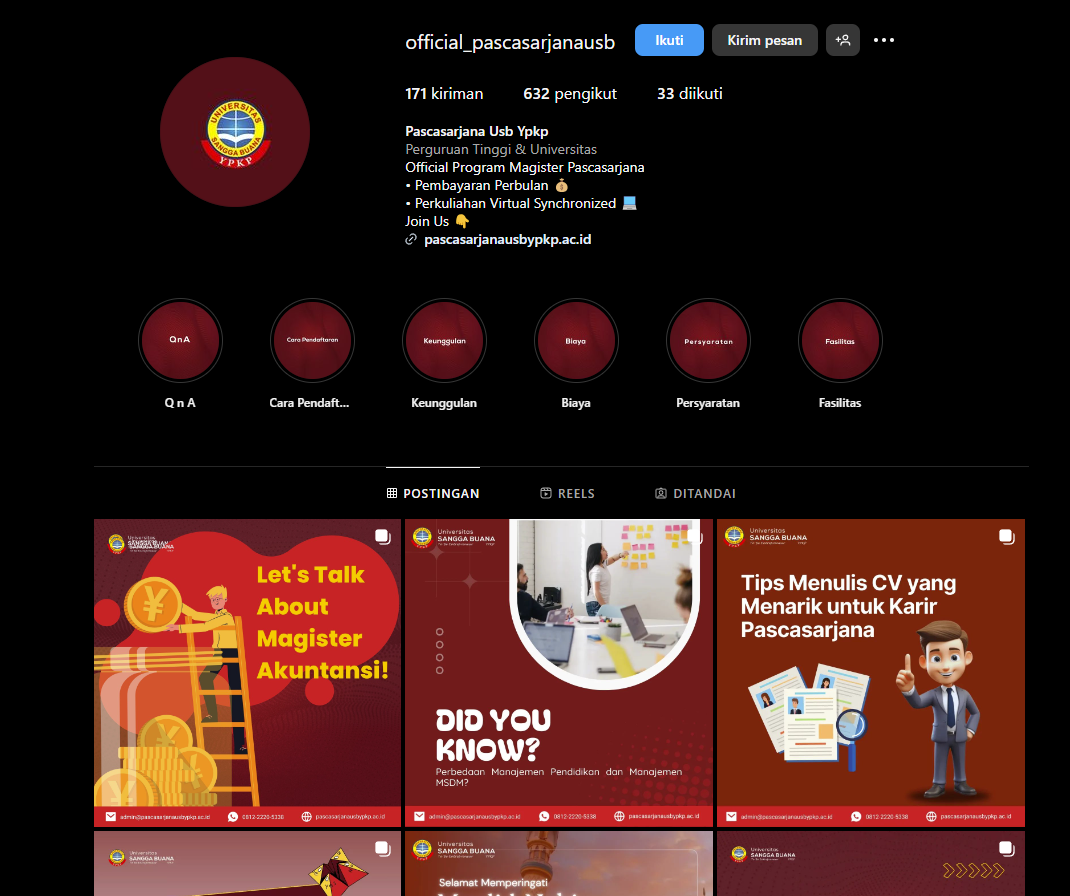 official_pascasarjanausb
Ikuti
Kirim pesan
171 kiriman
632 pengikut
33 diikuti
Pascasarjana Usb Ypkp
Perguruan Tinggi & Universitas
Official Program Magister Pascasarjana
• Pembayaran Perbulan 💰
• Perkuliahan Virtual Synchronized 💻
Join Us 👇
pascasarjanausbypkp.ac.id
UNIVERSITAS
SANGGA BUANA
YPKP
QnA
Cara Pendaftaran
Keunggulan
Biaya
Persyaratan
Fasilitas
Q n A
Cara Pendaft...
Keunggulan
Biaya
Persyaratan
Fasilitas
POSTINGAN
REELS
DITANDAI
Universitas
SANGGA BUANA
YPKP
Let's Talk
About
Magister
Akuntansi!
admin@pascasarjanausbypkp.ac.id
0812-2220-5338
pascasarjanausbypkp.ac.id
Universitas
SANGGA BUANA
YPKP
DID YOU
KNOW?
Perbedaan Manajemen Pendidikan dan Manajemen
MSDM?
admin@pascasarjanausbypkp.ac.id
0812-2220-5338
pascasarjanausbypkp.ac.id
Universitas
SANGGA BUANA
YPKP
Tips Menulis CV yang
Menarik untuk Karir
Pascasarjana
admin@pascasarjanausbypkp.ac.id
0812-2220-5338
pascasarjanausbypkp.ac.id
Universitas
SANGGA BUANA
YPKP
Universitas
SANGGA BUANA
YPKP
Selamat Memperingati
Universitas
SANGGA BUANA
YPKP